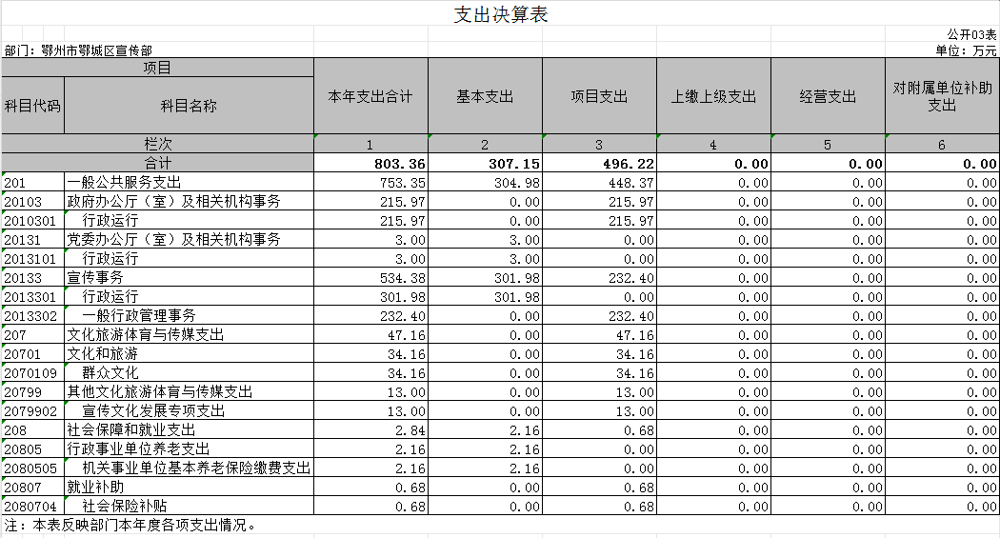 支出决算表
公开03表
部门：鄂州市鄂城区宣传部 单位：万元
项目 本年支出合计 基本支出 项目支出 上缴上级支出 经营支出 对附属单位补助支出
科目代码 科目名称
栏次 1 2 3 4 5 6
合计 803.36 307.15 496.22 0.00 0.00 0.00
201 一般公共服务支出 753.35 304.98 448.37 0.00 0.00 0.00
20103 政府办公厅（室）及相关机构事务 215.97 0.00 215.97 0.00 0.00 0.00
2010301 行政运行 215.97 0.00 215.97 0.00 0.00 0.00
20131 党委办公厅（室）及相关机构事务 3.00 3.00 0.00 0.00 0.00 0.00
2013101 行政运行 3.00 3.00 0.00 0.00 0.00 0.00
20133 宣传事务 534.38 301.98 232.40 0.00 0.00 0.00
2013301 行政运行 301.98 301.98 0.00 0.00 0.00 0.00
2013302 一般行政管理事务 232.40 0.00 232.40 0.00 0.00 0.00
207 文化旅游体育与传媒支出 47.16 0.00 47.16 0.00 0.00 0.00
20701 文化和旅游 34.16 0.00 34.16 0.00 0.00 0.00
2070109 群众文化 34.16 0.00 34.16 0.00 0.00 0.00
20799 其他文化旅游体育与传媒支出 13.00 0.00 13.00 0.00 0.00 0.00
2079902 宣传文化发展专项支出 13.00 0.00 13.00 0.00 0.00 0.00
208 社会保障和就业支出 2.84 2.16 0.68 0.00 0.00 0.00
20805 行政事业单位养老支出 2.16 2.16 0.00 0.00 0.00 0.00
2080505 机关事业单位基本养老保险缴费支出 2.16 2.16 0.00 0.00 0.00 0.00
20807 就业补助 0.68 0.00 0.68 0.00 0.00 0.00
2080704 社会保险补贴 0.68 0.00 0.68 0.00 0.00 0.00
注：本表反映部门本年度各项支出情况。